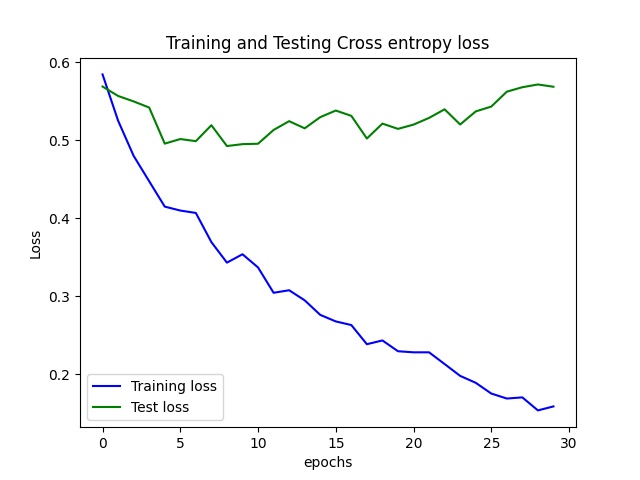 Training and Testing Cross entropy loss
0.6
0.5
0.4
0.3
0.2
Loss
Training loss
Test loss
0 5 10 15 20 25 30
epochs